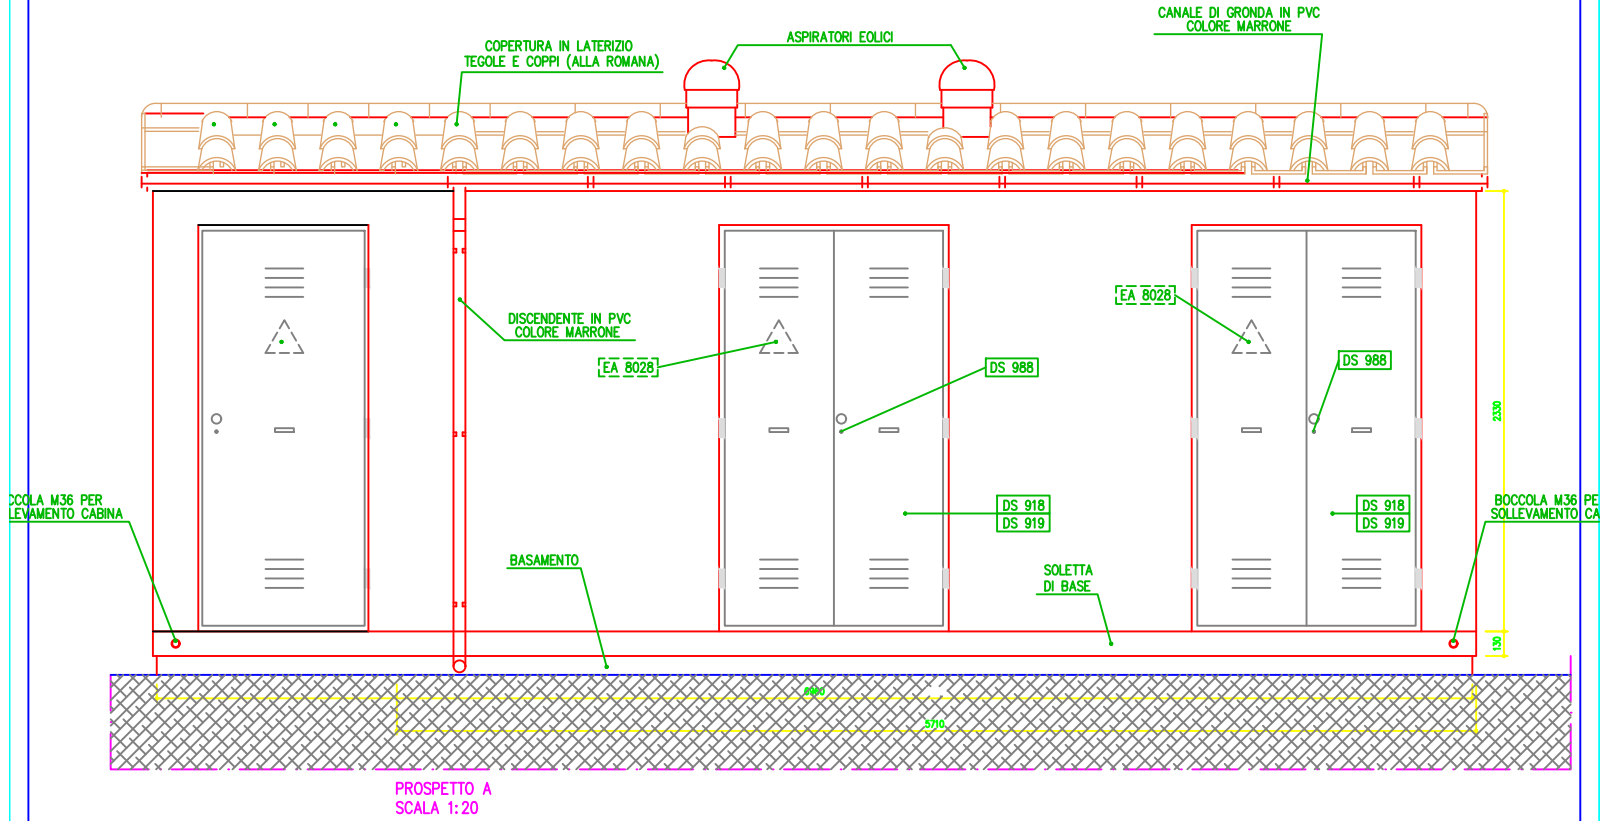 CANALE DI GRONDA IN PVC
COLORE MARRONE
ASPIRATORI EOLICI
COPERTURA IN LATERIZIO
TEGOLE E COPPI (ALLA ROMANA)
EA 8028
DISCENDENTE IN PVC
COLORE MARRONE
EA 8028
DS 988
DS 988
2330
CCOLA M36 PER
LEVAMENTO CABINA
DS 918
DS 919
DS 918
DS 919
BOCCOLA M36 PE
SOLLEVAMENTO CA
BASAMENTO
SOLETTA
DI BASE
130
5710
PROSPETTO A
SCALA 1:20